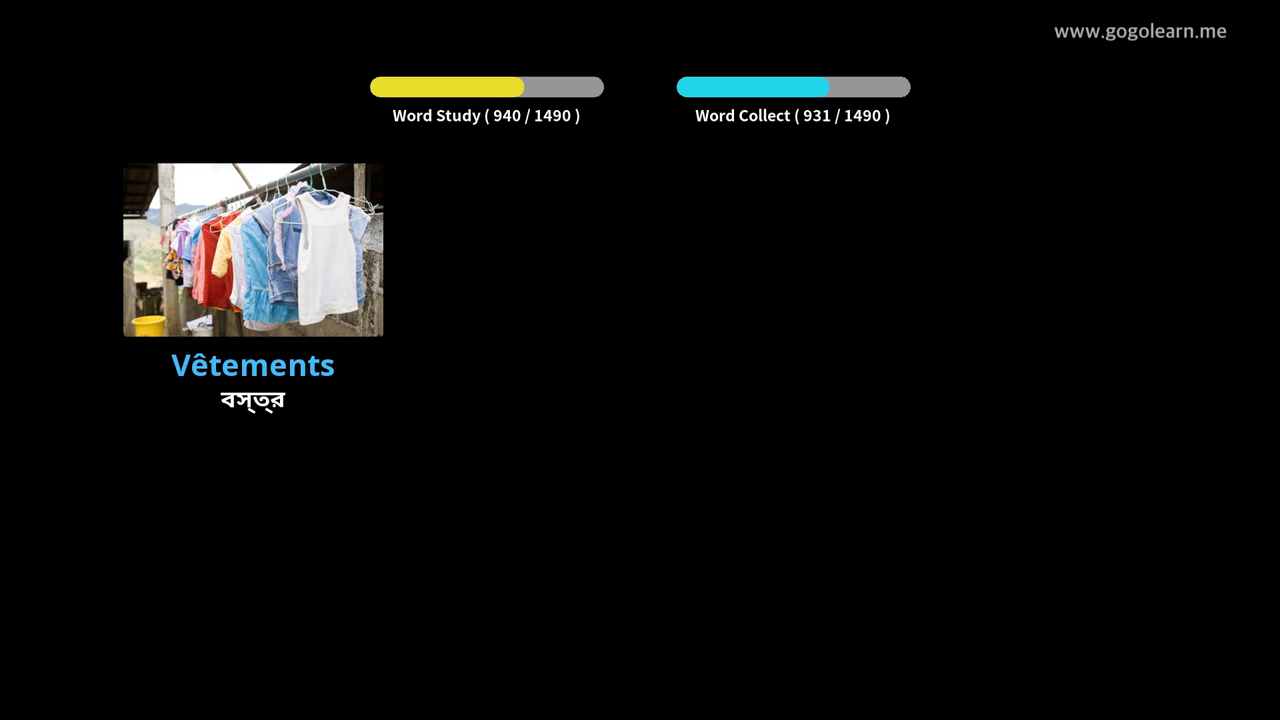 www.gogolearn.me
Word Study ( 940 / 1490 )
Word Collect ( 931 / 1490 )
Vêtements
বস্ত্র